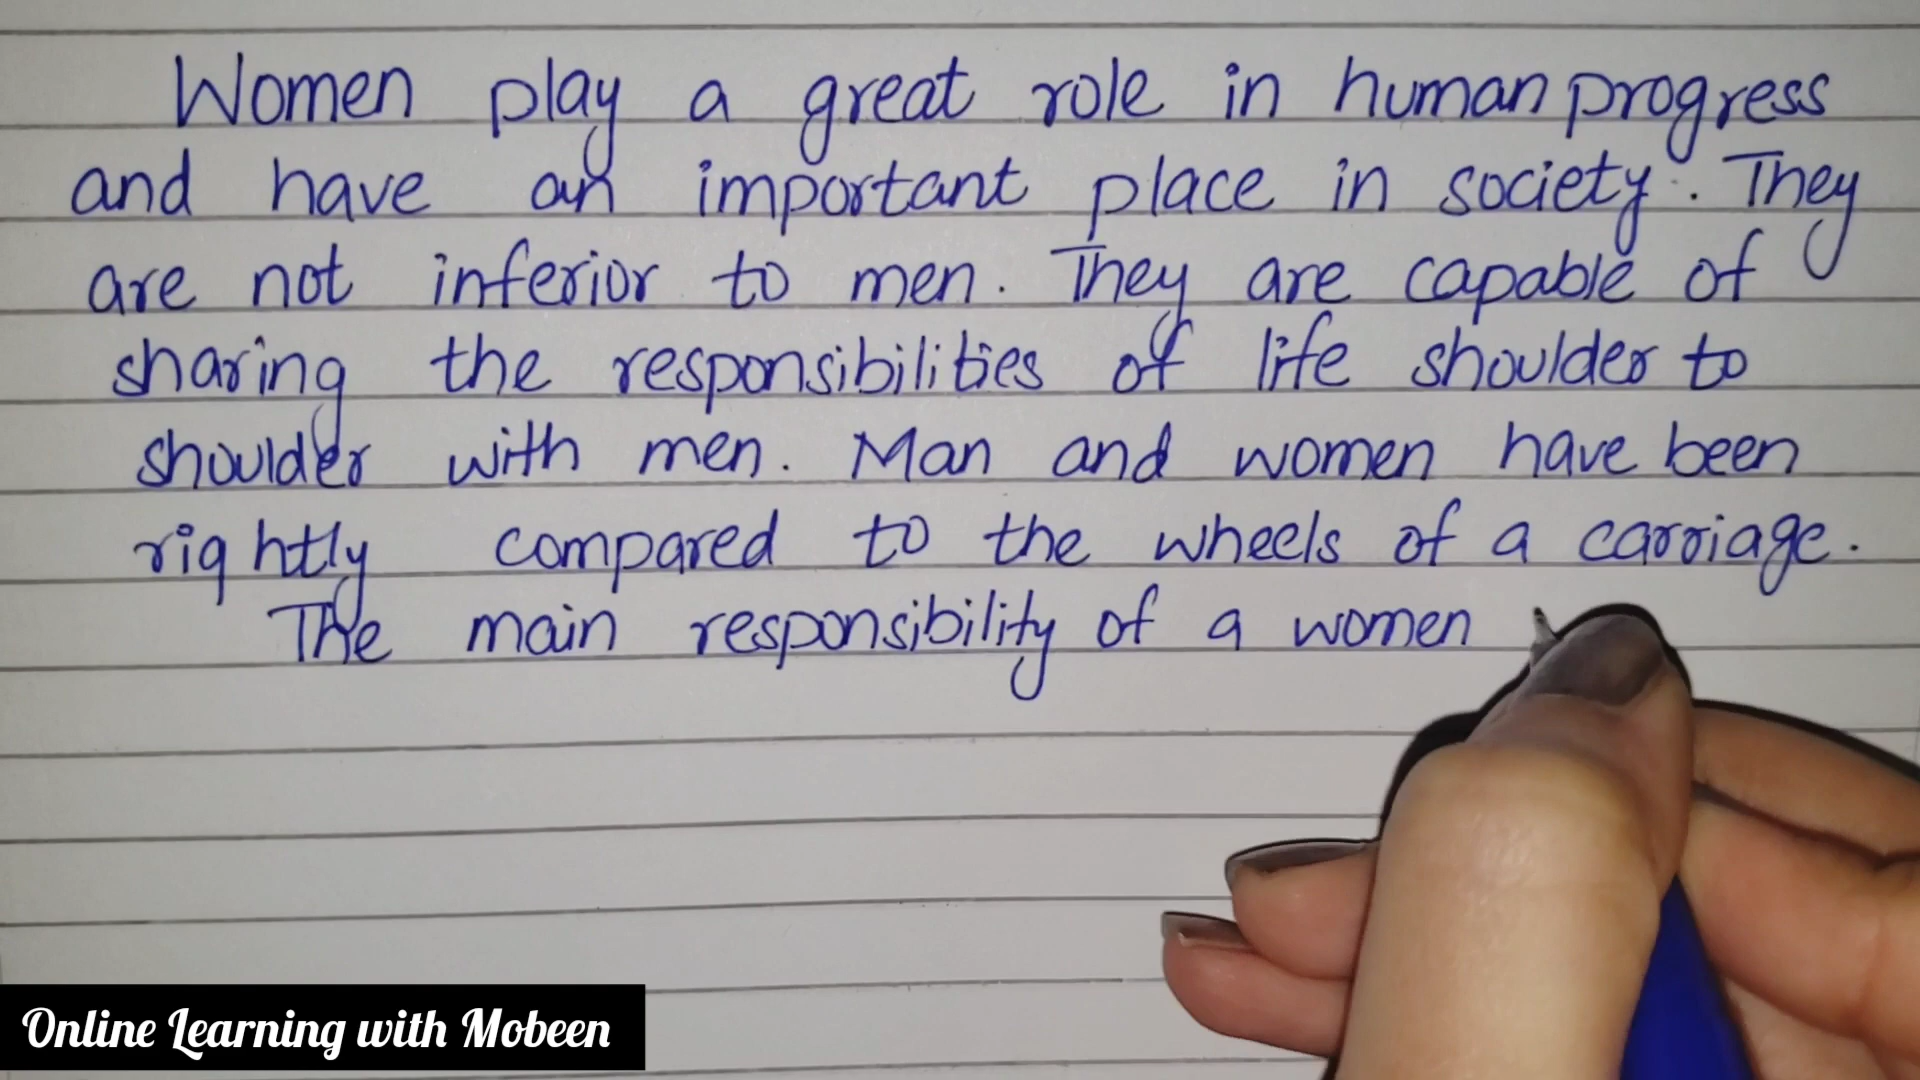 Women play a great role in human progress
and have an important place in society. They
are not inferior to men. They are capable of
sharing the responsibilities of life shoulder to
shoulder with men. Man and women have been
rightly compared to the wheels of a carriage.
The main responsibility of a women
Online Learning with Mobeen